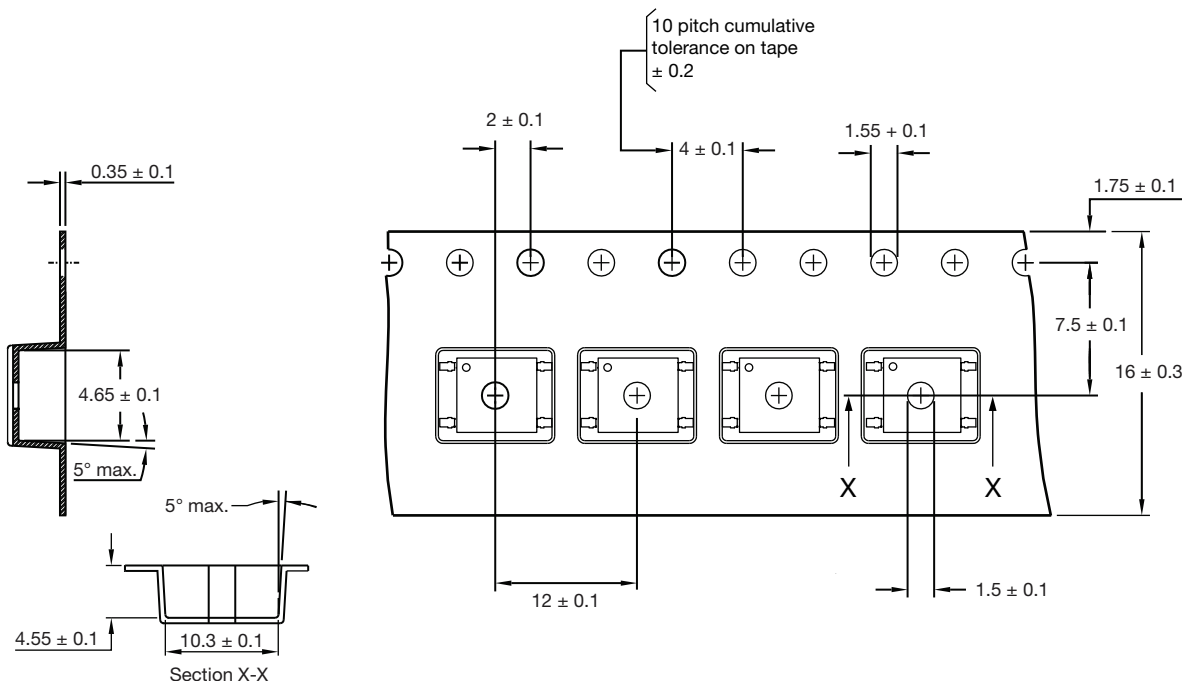 10 pitch cumulative
tolerance on tape
± 0.2
2 ± 0.1
4 ± 0.1
1.55 + 0.1
0.35 ± 0.1
1.75 ± 0.1
7.5 ± 0.1
16 ± 0.3
4.65 ± 0.1
5° max.
X X
5° max.
12 ± 0.1
1.5 ± 0.1
4.55 ± 0.1
10.3 ± 0.1
Section X-X